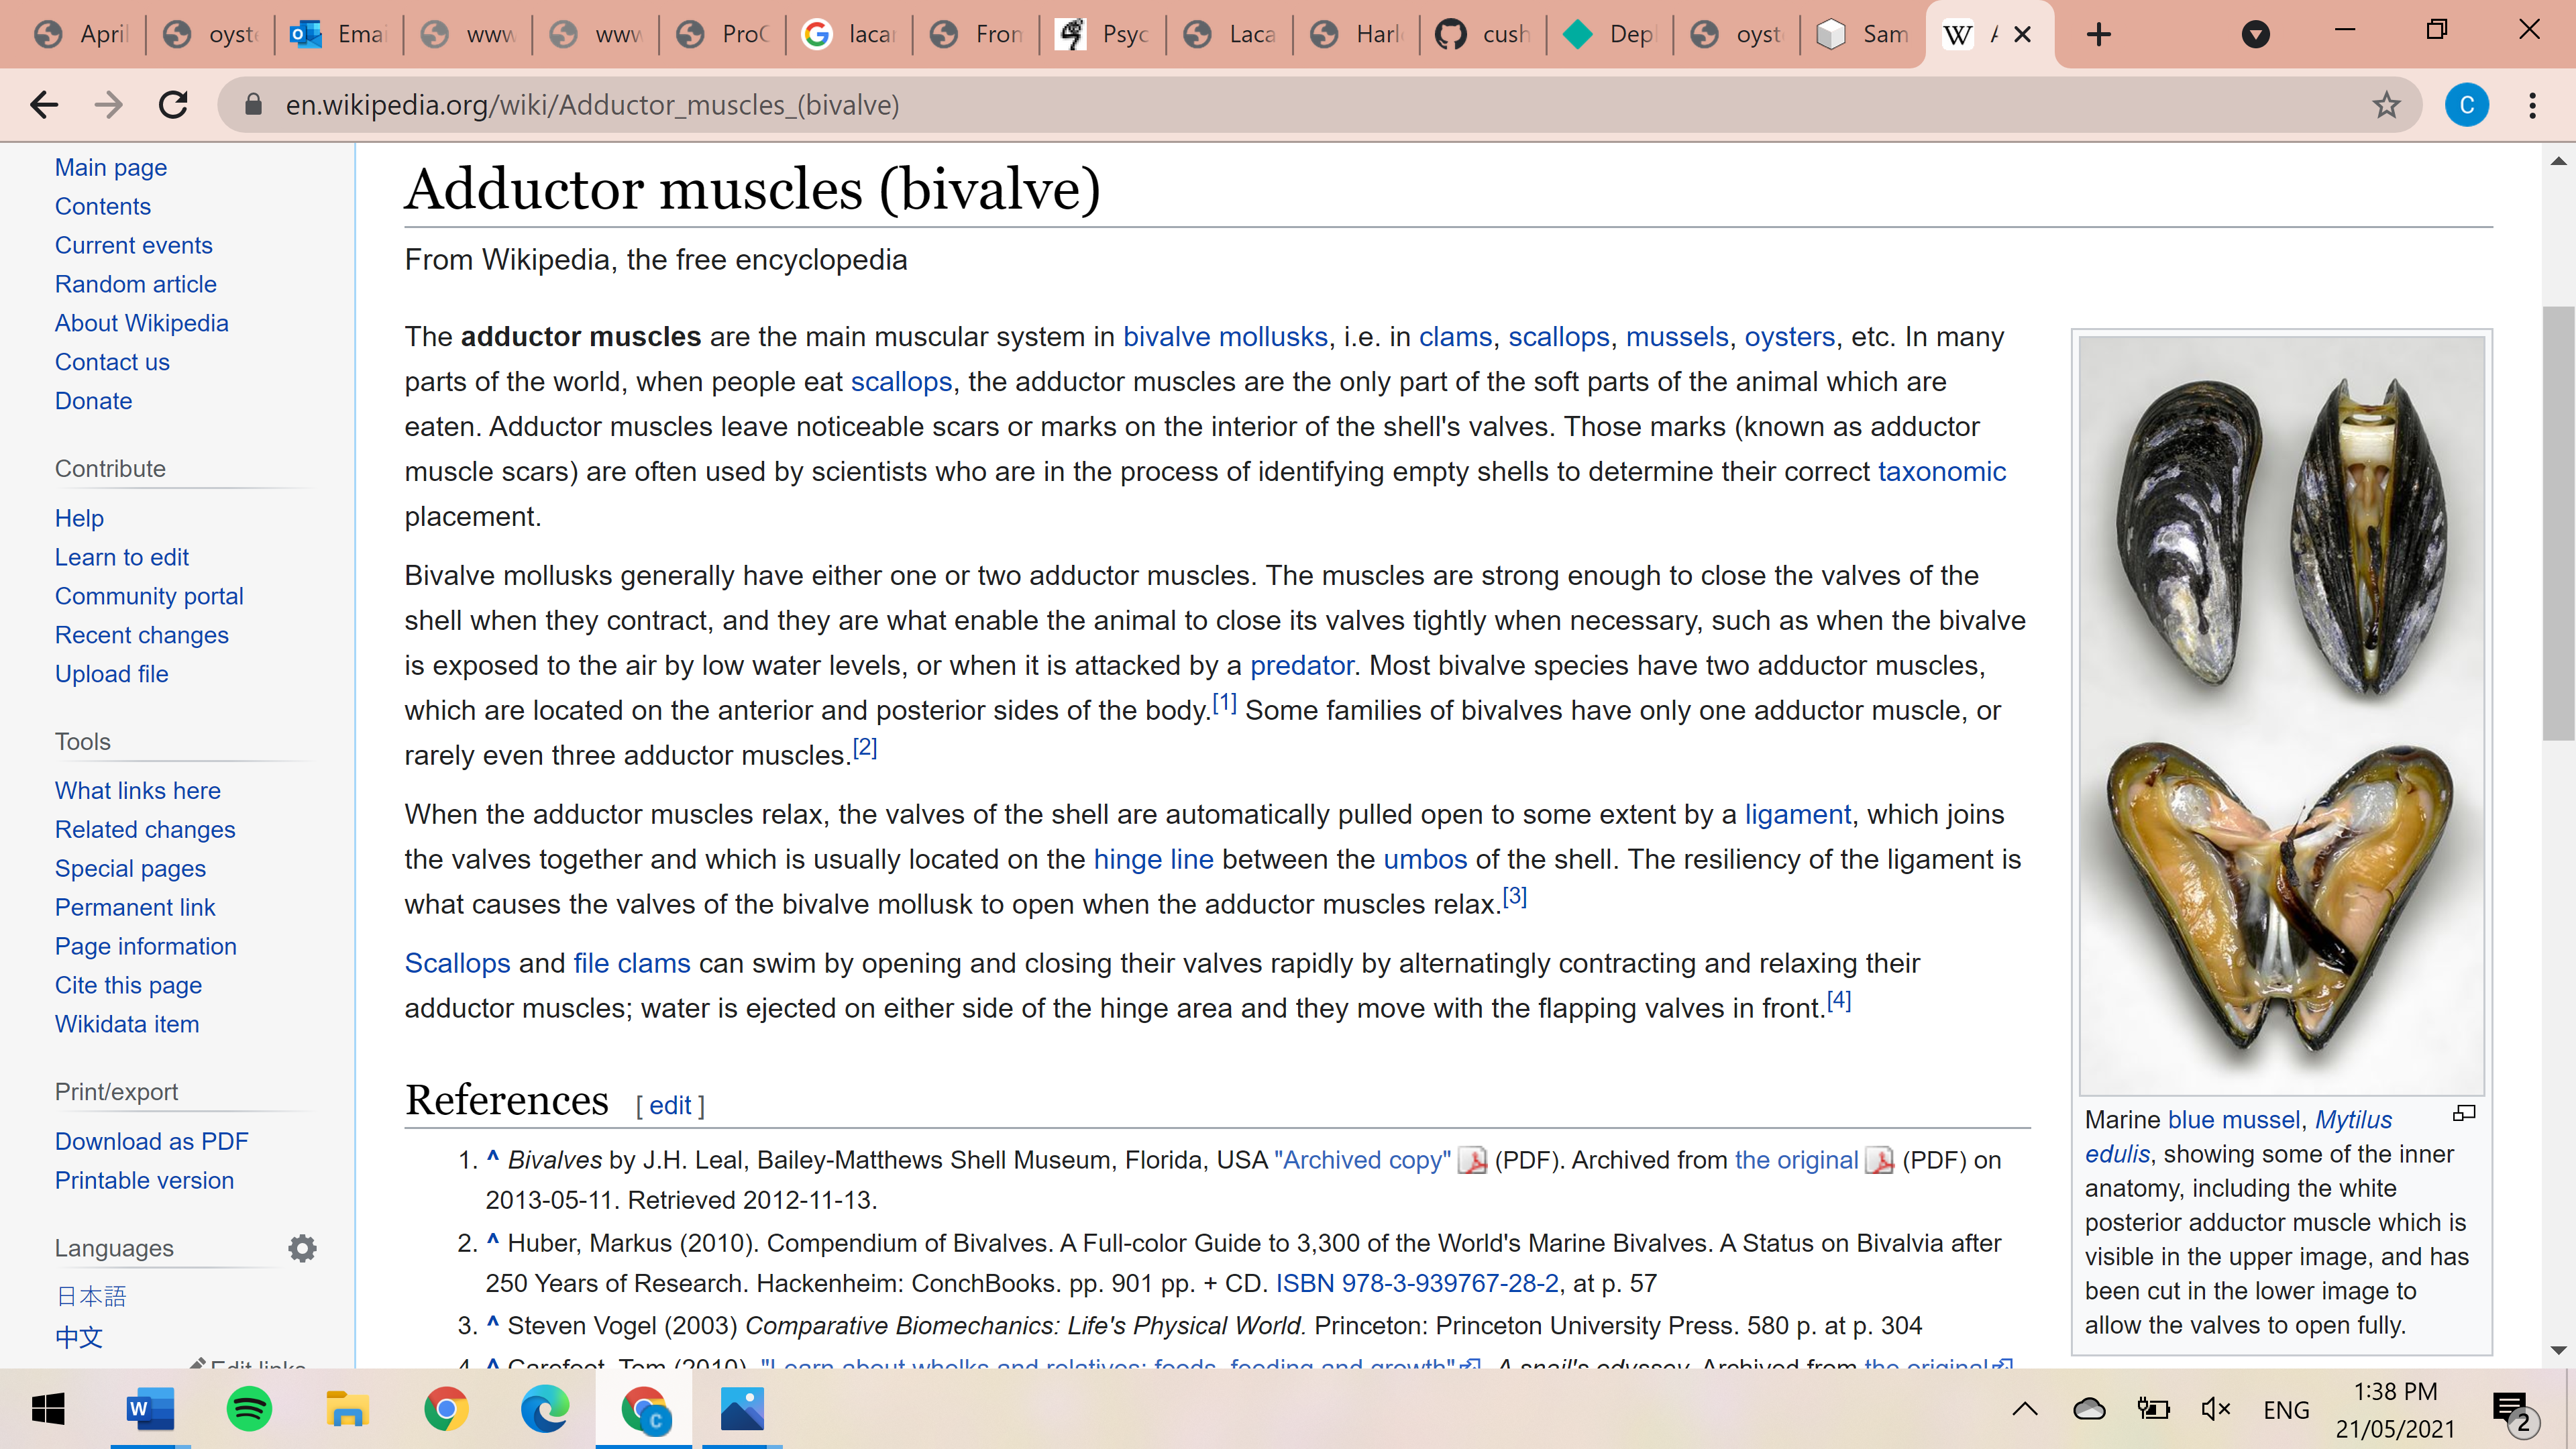 April
oyst
Emai
www
www
ProC
lacar
From
Psyc
Laca
Harl
cush
Depl
oyst
Sam
en.wikipedia.org/wiki/Adductor_muscles_(bivalve)
C
Main page
Contents
Current events
Random article
About Wikipedia
Contact us
Donate
Contribute
Help
Learn to edit
Community portal
Recent changes
Upload file
Tools
What links here
Related changes
Special pages
Permanent link
Page information
Cite this page
Wikidata item
Print/export
Download as PDF
Printable version
Languages
日本語
中文
Edit links
Adductor muscles (bivalve)
From Wikipedia, the free encyclopedia
The adductor muscles are the main muscular system in bivalve mollusks, i.e. in clams, scallops, mussels, oysters, etc. In many
parts of the world, when people eat scallops, the adductor muscles are the only part of the soft parts of the animal which are
eaten. Adductor muscles leave noticeable scars or marks on the interior of the shell's valves. Those marks (known as adductor
muscle scars) are often used by scientists who are in the process of identifying empty shells to determine their correct taxonomic
placement.
Bivalve mollusks generally have either one or two adductor muscles. The muscles are strong enough to close the valves of the
shell when they contract, and they are what enable the animal to close its valves tightly when necessary, such as when the bivalve
is exposed to the air by low water levels, or when it is attacked by a predator. Most bivalve species have two adductor muscles,
which are located on the anterior and posterior sides of the body.[1] Some families of bivalves have only one adductor muscle, or
rarely even three adductor muscles.[2]
When the adductor muscles relax, the valves of the shell are automatically pulled open to some extent by a ligament, which joins
the valves together and which is usually located on the hinge line between the umbos of the shell. The resiliency of the ligament is
what causes the valves of the bivalve mollusk to open when the adductor muscles relax.[3]
Scallops and file clams can swim by opening and closing their valves rapidly by alternatingly contracting and relaxing their
adductor muscles; water is ejected on either side of the hinge area and they move with the flapping valves in front.[4]
References [ edit ]
1. ^ Bivalves by J.H. Leal, Bailey-Matthews Shell Museum, Florida, USA "Archived copy" (PDF). Archived from the original (PDF) on
2013-05-11. Retrieved 2012-11-13.
2. ^ Huber, Markus (2010). Compendium of Bivalves. A Full-color Guide to 3,300 of the World's Marine Bivalves. A Status on Bivalvia after
250 Years of Research. Hackenheim: ConchBooks. pp. 901 pp. + CD. ISBN 978-3-939767-28-2, at p. 57
3. ^ Steven Vogel (2003) Comparative Biomechanics: Life's Physical World. Princeton: Princeton University Press. 580 p. at p. 304
4. ^ Carefoot, Tom (2010). "Learn about whelks and relatives: foods, feeding and growth". A snail's odyssey. Archived from the original
Marine blue mussel, Mytilus
edulis, showing some of the inner
anatomy, including the white
posterior adductor muscle which is
visible in the upper image, and has
been cut in the lower image to
allow the valves to open fully.
ENG
1:38 PM
21/05/2021
2